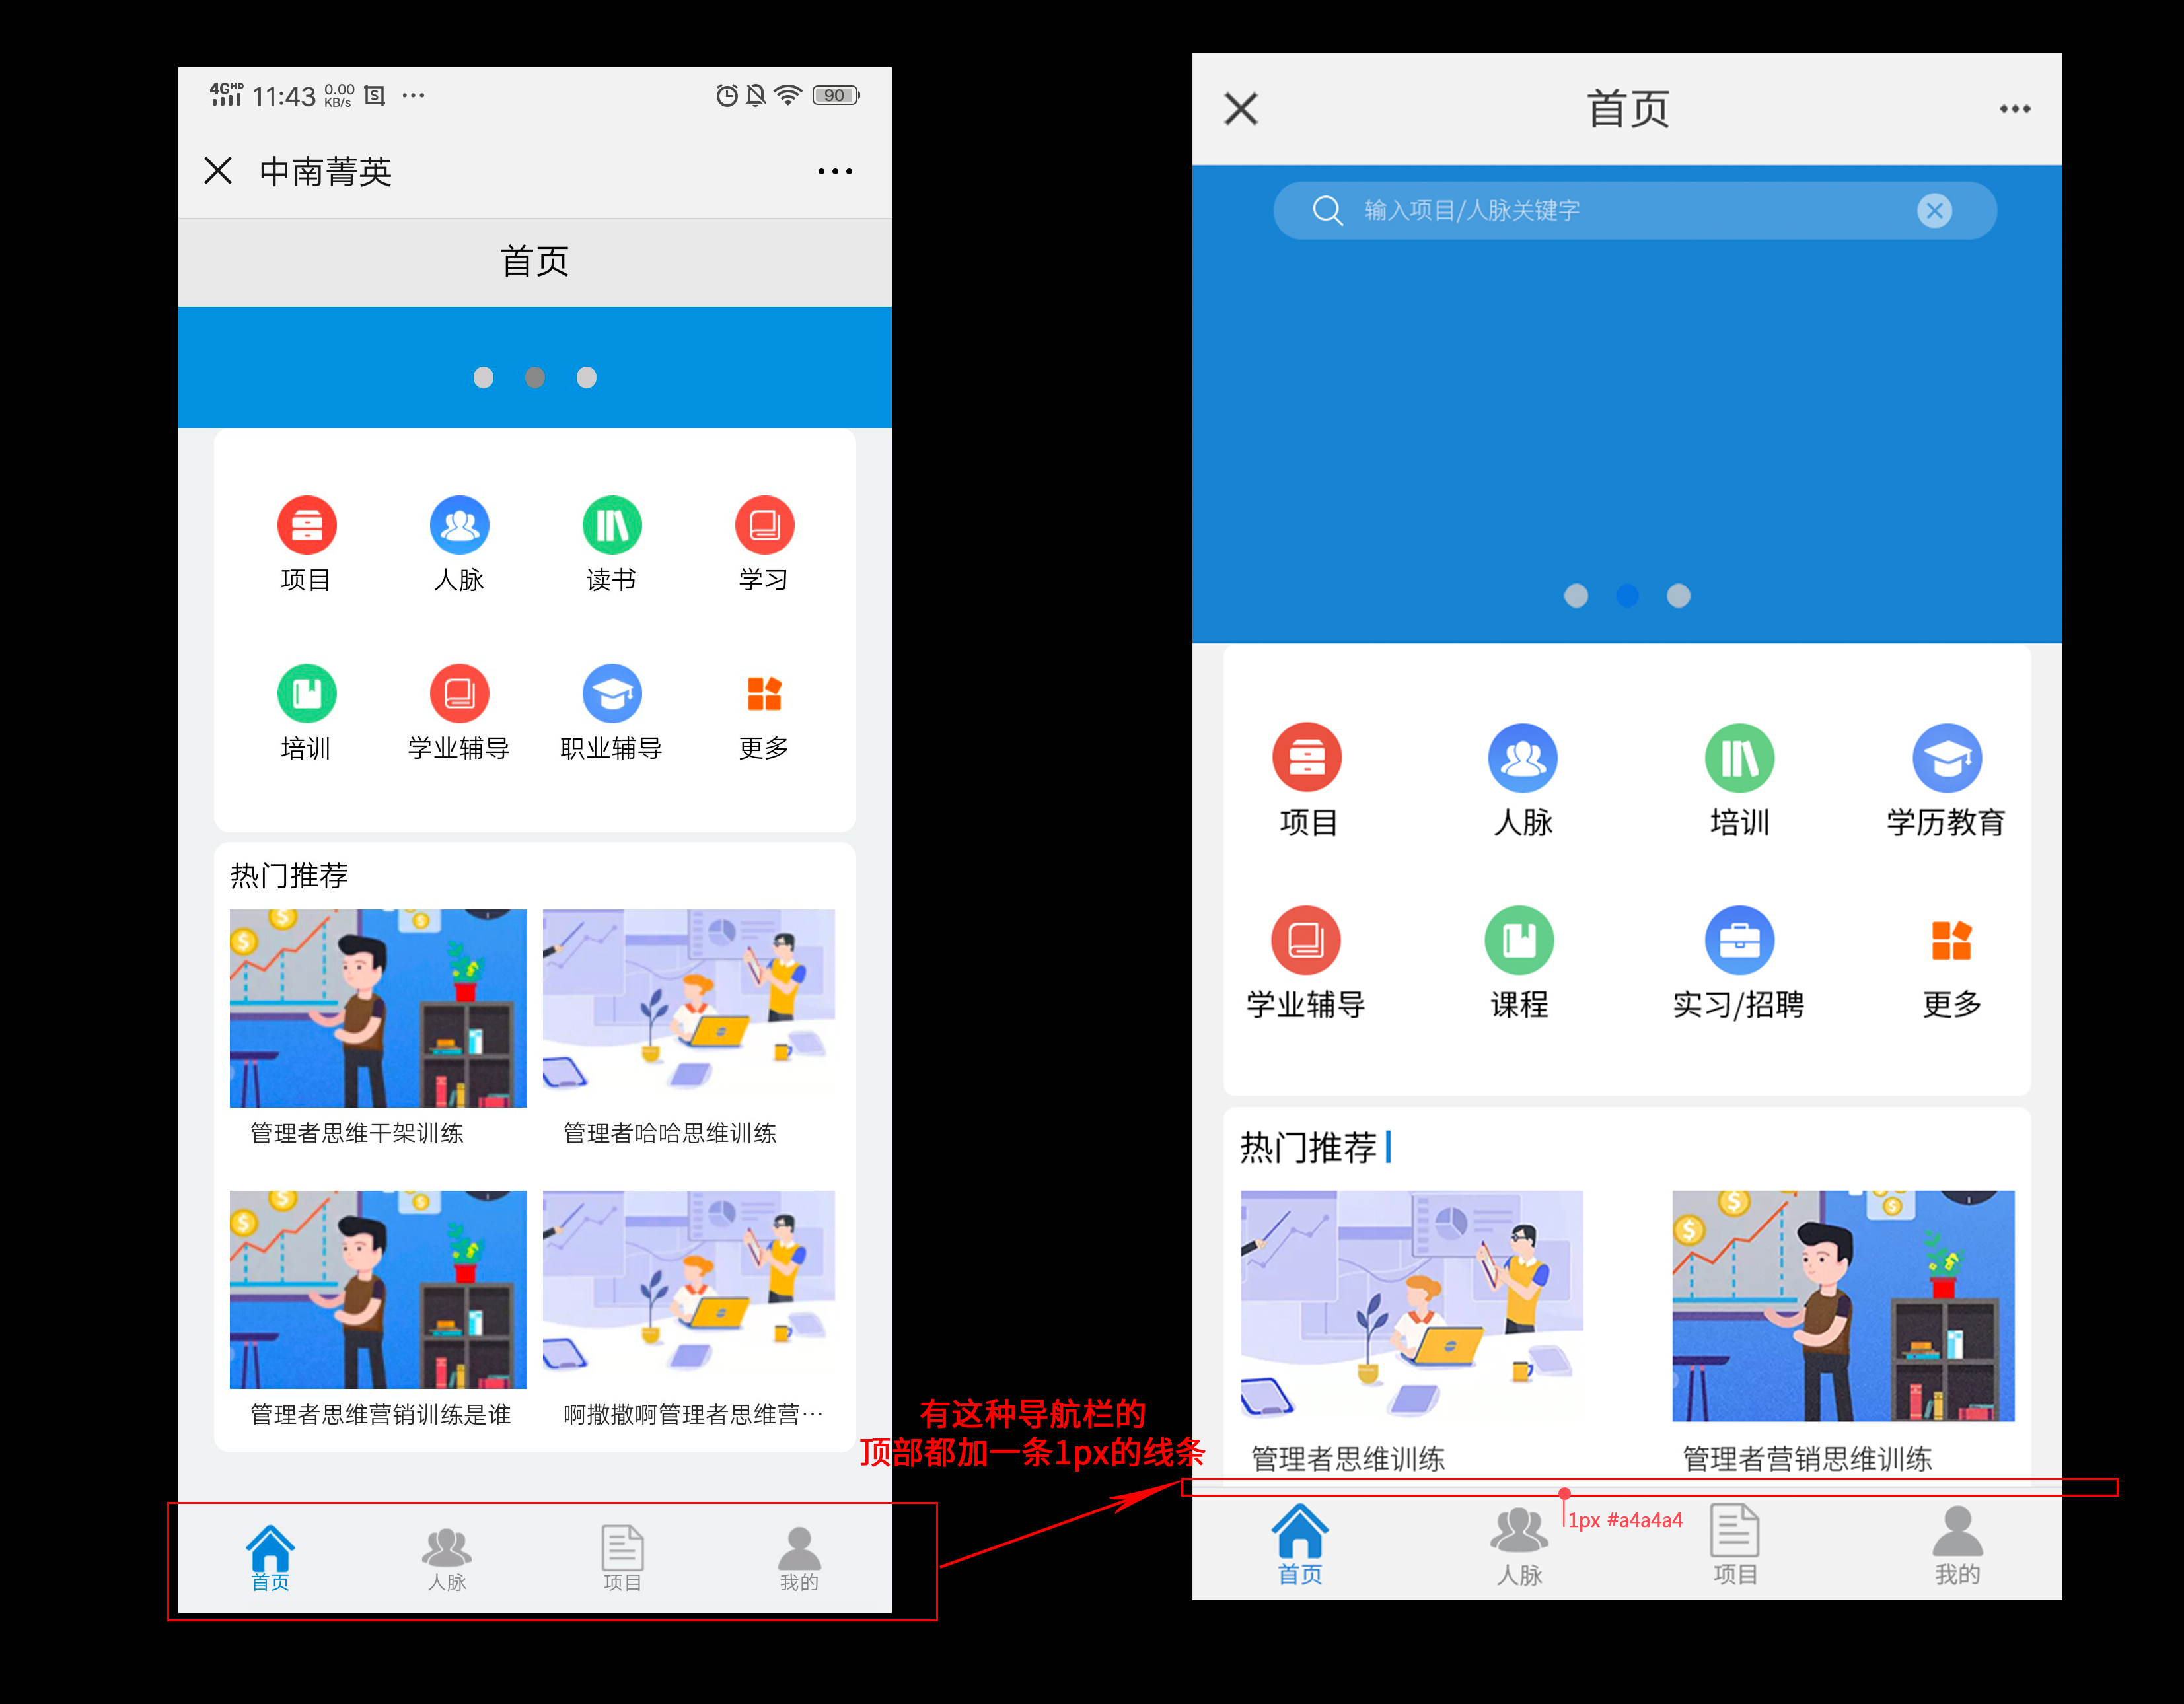 4GHD 11:43 0.00 KB/s 90
中南菁英
首页
项目 人脉 读书 学习
培训 学业辅导 职业辅导 更多
热门推荐
管理者思维干架训练 管理者哈哈思维训练
管理者思维营销训练是谁 啊撒撒啊管理者思维营…
首页 人脉 项目 我的
有这种导航栏的
顶部都加一条1px的线条
首页
输入项目/人脉关键字
项目 人脉 培训 学历教育
学业辅导 课程 实习/招聘 更多
热门推荐
管理者思维训练 管理者营销思维训练
1px #a4a4a4
首页 人脉 项目 我的